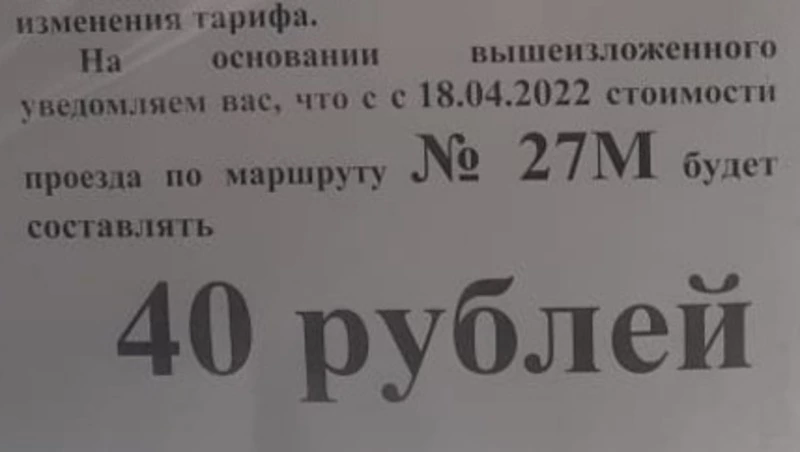 изменения тарифа.
На основании вышеизложенного
уведомляем вас, что с с 18.04.2022 стоимости
проезда по маршруту № 27М будет
составлять
40 рублей